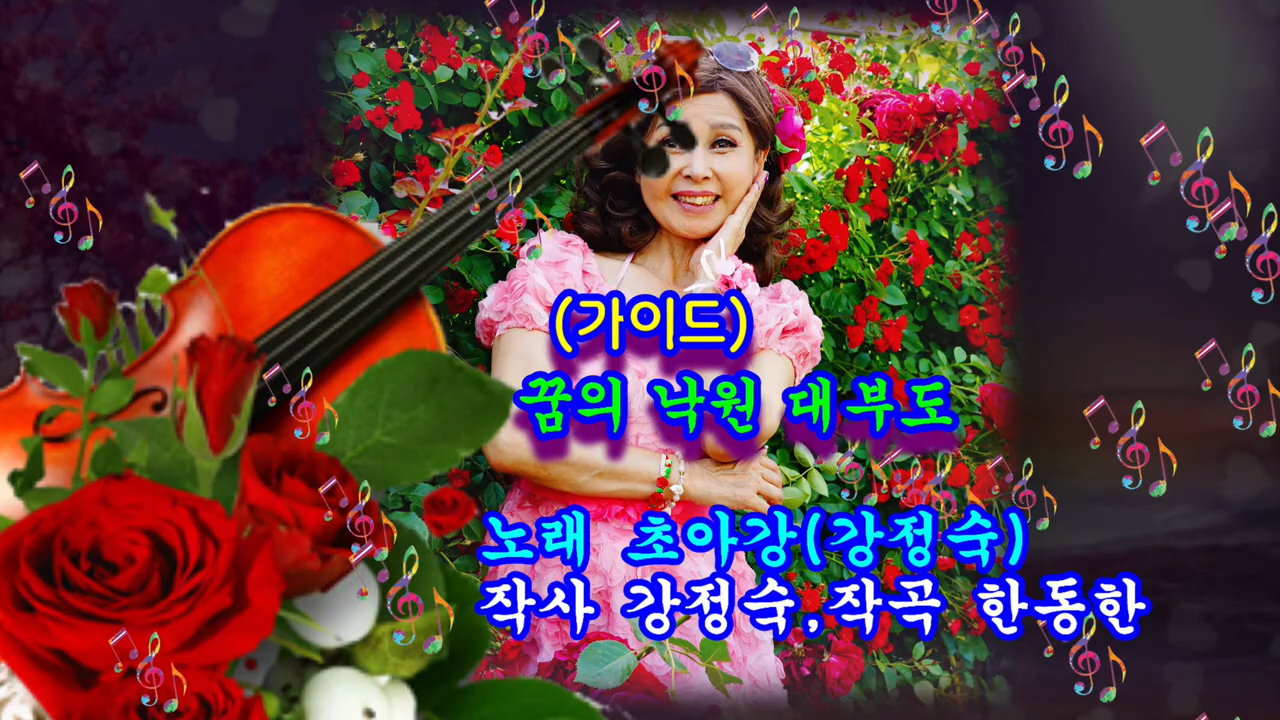 (가이드)
꿈의 낙원 대부도
노래 초아강(강정숙)
작사 강정숙,작곡 한동한